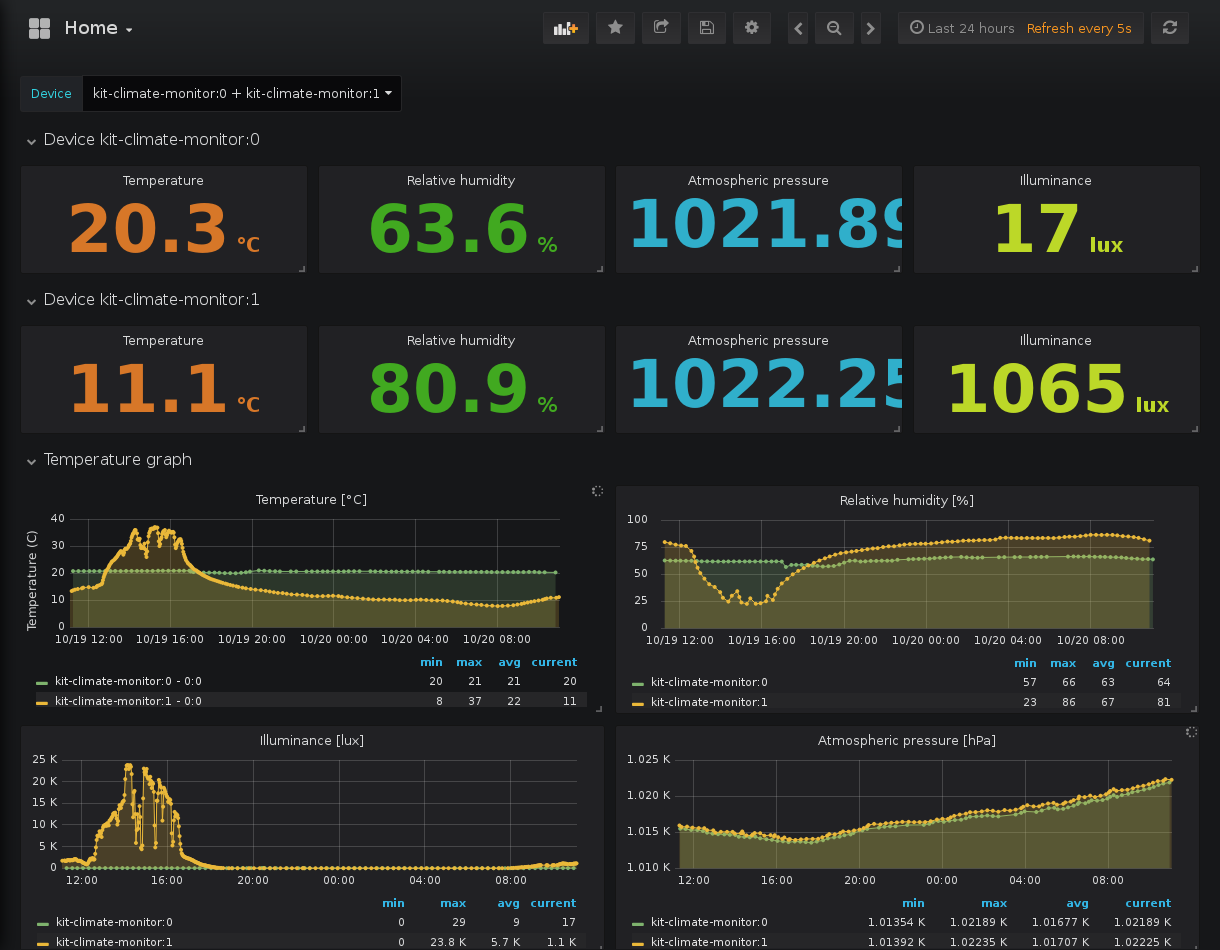 Home
Last 24 hours Refresh every 5s
Device kit-climate-monitor:0 + kit-climate-monitor:1
Device kit-climate-monitor:0
Temperature Relative humidity Atmospheric pressure Illuminance
20.3 °C 63.6 % 1021.89 17 lux
Device kit-climate-monitor:1
Temperature Relative humidity Atmospheric pressure Illuminance
11.1 °C 80.9 % 1022.25 1065 lux
Temperature graph
Temperature [°C]
Temperature (C)
40
30
20
10
0
10/19 12:00 10/19 16:00 10/19 20:00 10/20 00:00 10/20 04:00 10/20 08:00
min max avg current
kit-climate-monitor:0 - 0:0 20 21 21 20
kit-climate-monitor:1 - 0:0 8 37 22 11
Relative humidity [%]
100
75
50
25
0
10/19 12:00 10/19 16:00 10/19 20:00 10/20 00:00 10/20 04:00 10/20 08:00
min max avg current
kit-climate-monitor:0 57 66 63 64
kit-climate-monitor:1 23 86 67 81
Illuminance [lux]
25 K
20 K
15 K
10 K
5 K
0
12:00 16:00 20:00 00:00 04:00 08:00
min max avg current
kit-climate-monitor:0 0 29 9 17
kit-climate-monitor:1 0 23.8 K 5.7 K 1.1 K
Atmospheric pressure [hPa]
1.025 K
1.020 K
1.015 K
1.010 K
12:00 16:00 20:00 00:00 04:00 08:00
min max avg current
kit-climate-monitor:0 1.01354 K 1.02189 K 1.01677 K 1.02189 K
kit-climate-monitor:1 1.01392 K 1.02235 K 1.01707 K 1.02225 K